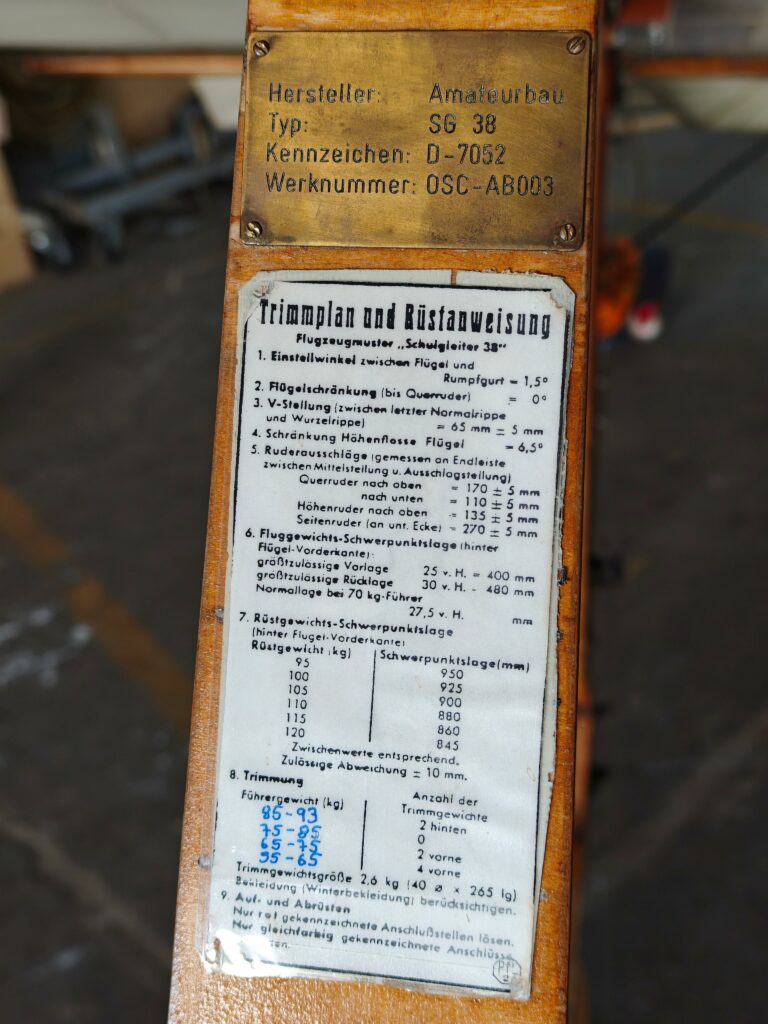 Hersteller: Amateurbau
Typ: SG 38
Kennzeichen: D-7052
Werknummer: OSC-AB003
Trimmplan und Rüstanweisung
Flugzeugmuster „Schulgleiter 38"
1. Einstellwinkel zwischen Flügel und
Rumpfgurt = 1,5°
2. Flügelschränkung (bis Querruder) = 0°
3. V-Stellung (zwischen letzter Normalrippe
und Wurzelrippe) = 65 mm ± 5 mm
4. Schränkung Höhenflosse Flügel = 6,5°
5. Ruderausschläge (gemessen an Endleiste
zwischen Mittelstellung u. Ausschlagstellung)
Querruder nach oben = 170 ± 5 mm
nach unten = 110 ± 5 mm
Höhenruder nach oben = 135 ± 5 mm
Seitenruder (an unt. Ecke) = 270 ± 5 mm
6. Fluggewichts-Schwerpunktslage (hinter
Flügel-Vorderkante):
größtzulässige Vorlage 25 v. H. = 400 mm
größtzulässige Rücklage 30 v. H. - 480 mm
Normallage bei 70 kg-Führer
27,5 v. H. mm
7. Rüstgewichts-Schwerpunktslage
(hinter Flügel-Vorderkante)
Rüstgewicht (kg) Schwerpunktslage (mm)
95 950
100 925
105 900
110 880
115 860
120 845
Zwischenwerte entsprechend.
Zulössige Abweichung ± 10 mm.
8. Trimmung
Führergewicht (kg) Anzahl der
Trimmgewichte
85-93 2 hinten
75-85 0
65-75 2 vorne
55-65 4 vorne
Trimmgewichtsgröße 2,6 kg (40 ø × 265 lg)
Bekleidung (Winterbekleidung) berücksichtigen.
9. Auf- und Abrüsten
Nur rot gekennzeichnete Anschlußstellen lösen.
Nur gleichfarbig gekennzeichnete Anschlüsse